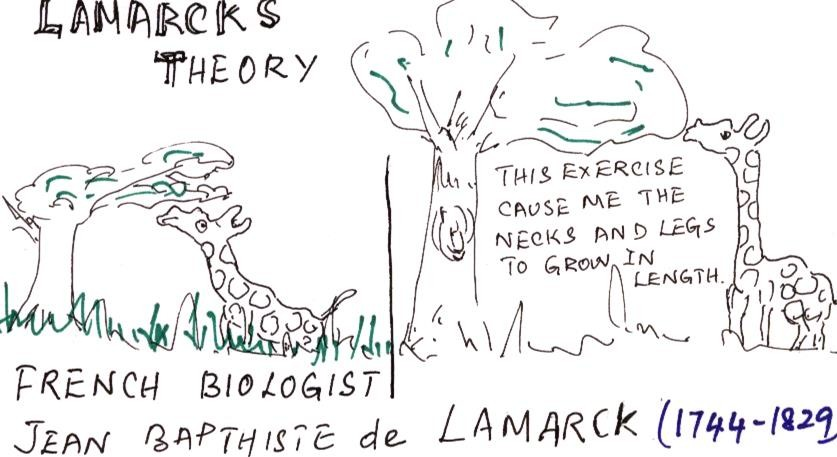 LAMARCKS
THEORY
THIS EXERCISE
CAUSE ME THE
NECKS AND LEGS
TO GROW IN
LENGTH.
FRENCH BIOLOGIST
JEAN BAPTHISTE de LAMARCK (1744-1829)